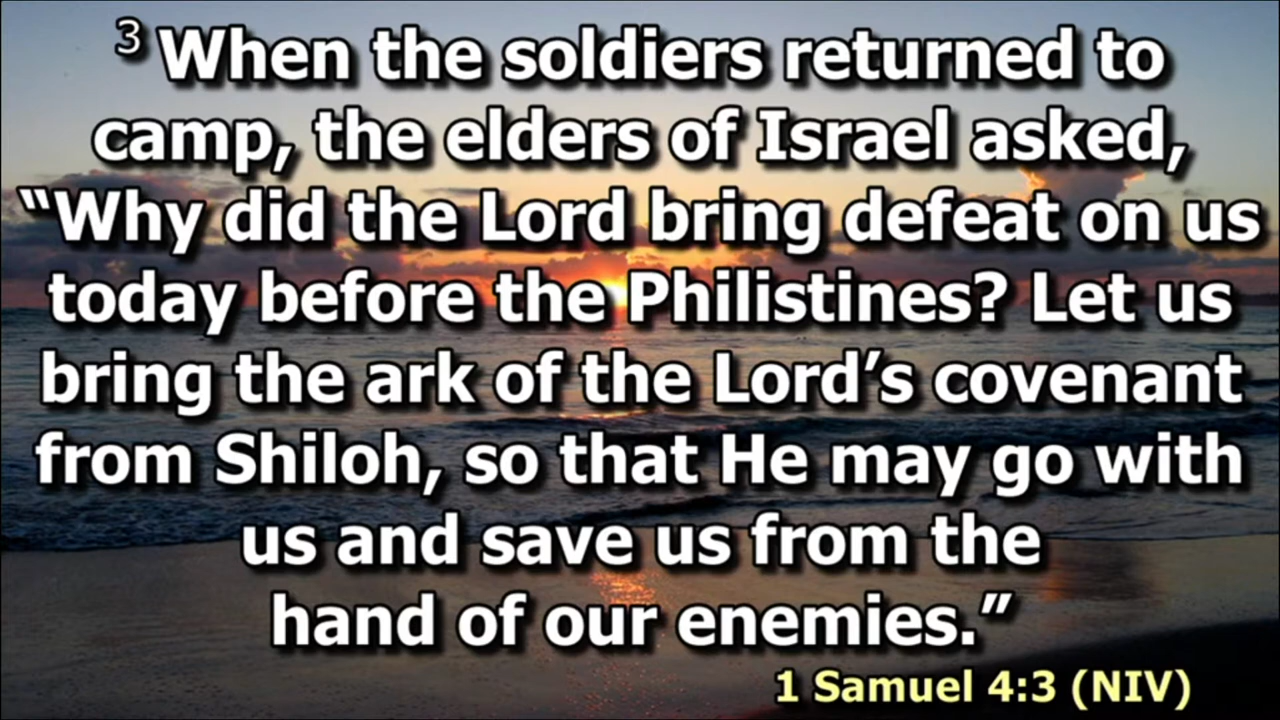 3 When the soldiers returned to
camp, the elders of Israel asked,
“Why did the Lord bring defeat on us
today before the Philistines? Let us
bring the ark of the Lord’s covenant
from Shiloh, so that He may go with
us and save us from the
hand of our enemies.”
1 Samuel 4:3 (NIV)